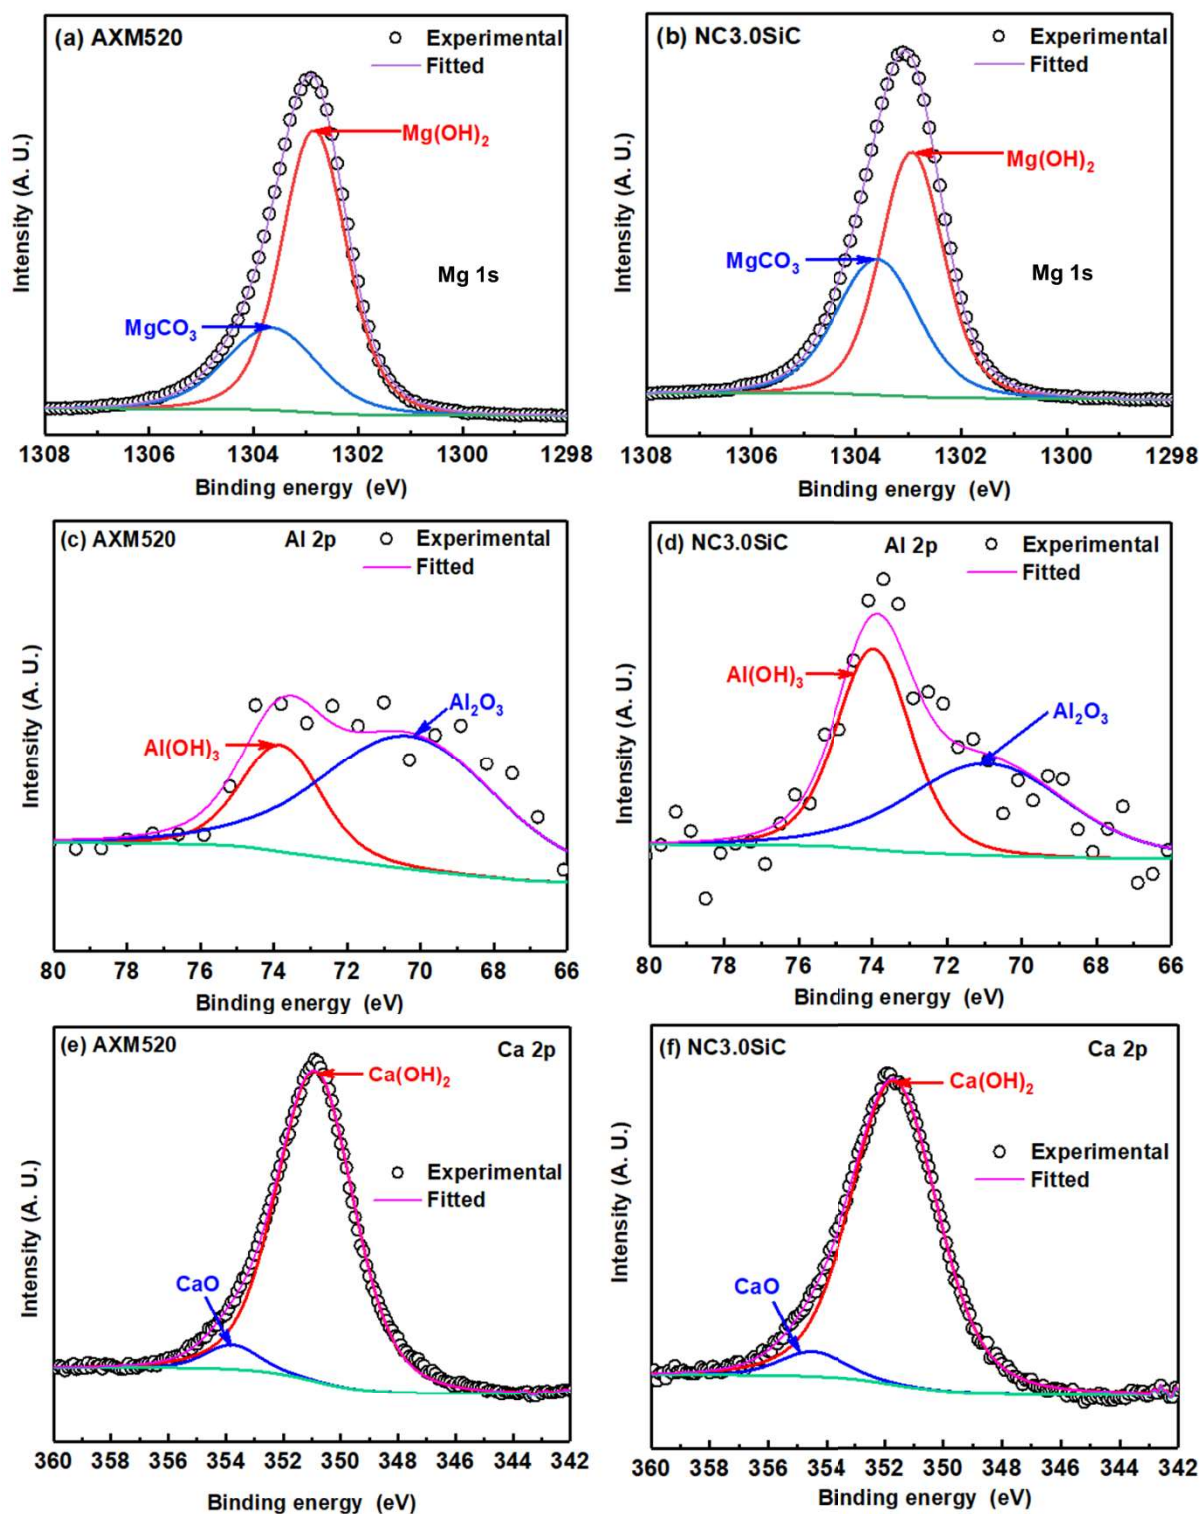 (a) AXM520
Experimental
Fitted
Mg(OH)2
MgCO3
Mg 1s
Intensity (A. U.)
1308 1306 1304 1302 1300 1298
Binding energy (eV)
(b) NC3.0SiC
Experimental
Fitted
Mg(OH)2
MgCO3
Mg 1s
Intensity (A. U.)
1308 1306 1304 1302 1300 1298
Binding energy (eV)
(c) AXM520
Al 2p
Experimental
Fitted
Al2O3
Al(OH)3
Intensity (A. U.)
80 78 76 74 72 70 68 66
Binding energy (eV)
(d) NC3.0SiC
Al 2p
Experimental
Fitted
Al(OH)3
Al2O3
Intensity (A. U.)
80 78 76 74 72 70 68 66
Binding energy (eV)
(e) AXM520
Ca 2p
Ca(OH)2
Experimental
Fitted
CaO
Intensity (A. U.)
360 358 356 354 352 350 348 346 344 342
Binding energy (eV)
(f) NC3.0SiC
Ca 2p
Ca(OH)2
Experimental
Fitted
CaO
Intensity (A. U.)
360 358 356 354 352 350 348 346 344 342
Binding energy (eV)